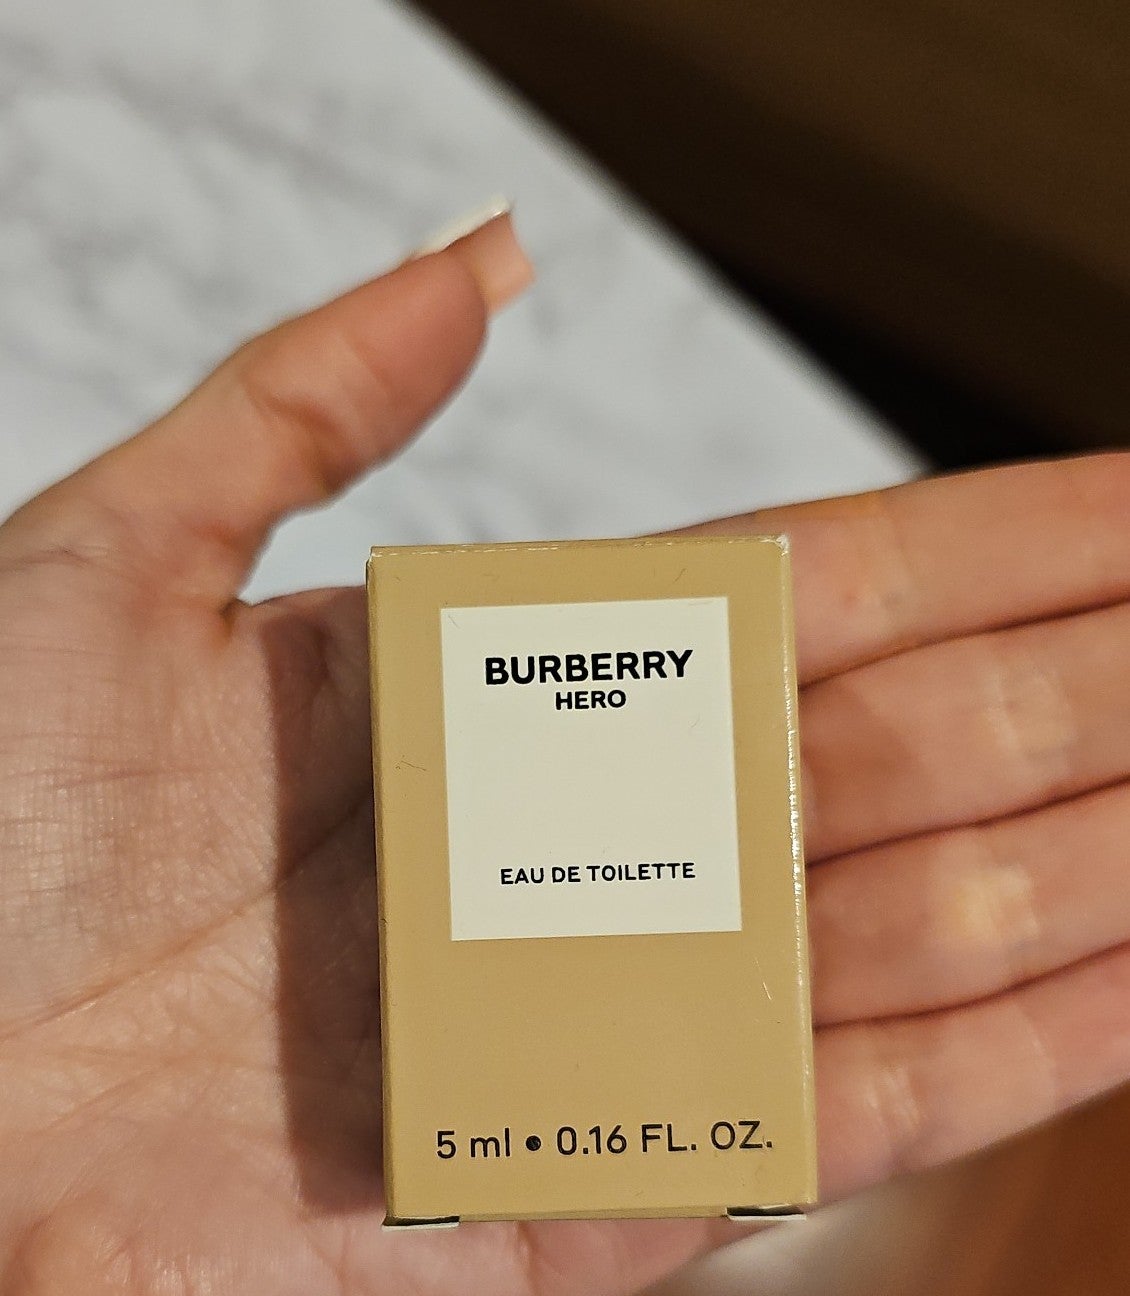 BURBERRY
HERO
EAU DE TOILETTE
5 ml • 0.16 FL. OZ.